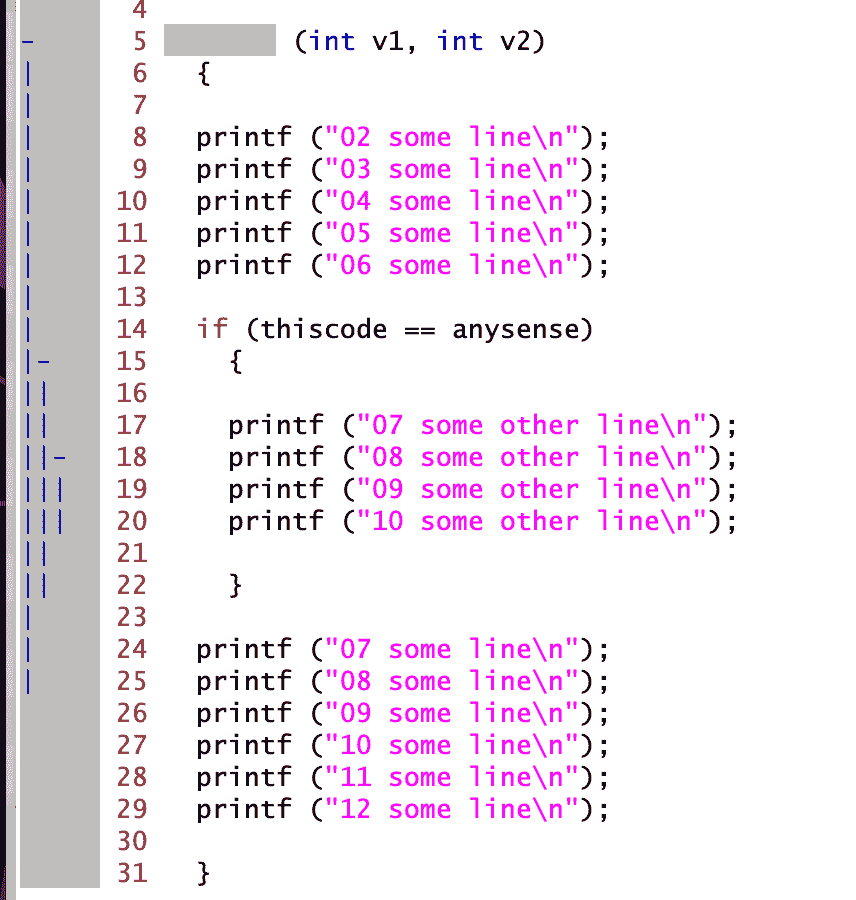 4
5 (int v1, int v2)
6 {
7
8 printf ("02 some line\n");
9 printf ("03 some line\n");
10 printf ("04 some line\n");
11 printf ("05 some line\n");
12 printf ("06 some line\n");
13
14 if (thiscode == anysense)
15 {
16
17 printf ("07 some other line\n");
18 printf ("08 some other line\n");
19 printf ("09 some other line\n");
20 printf ("10 some other line\n");
21
22 }
23
24 printf ("07 some line\n");
25 printf ("08 some line\n");
26 printf ("09 some line\n");
27 printf ("10 some line\n");
28 printf ("11 some line\n");
29 printf ("12 some line\n");
30
31 }